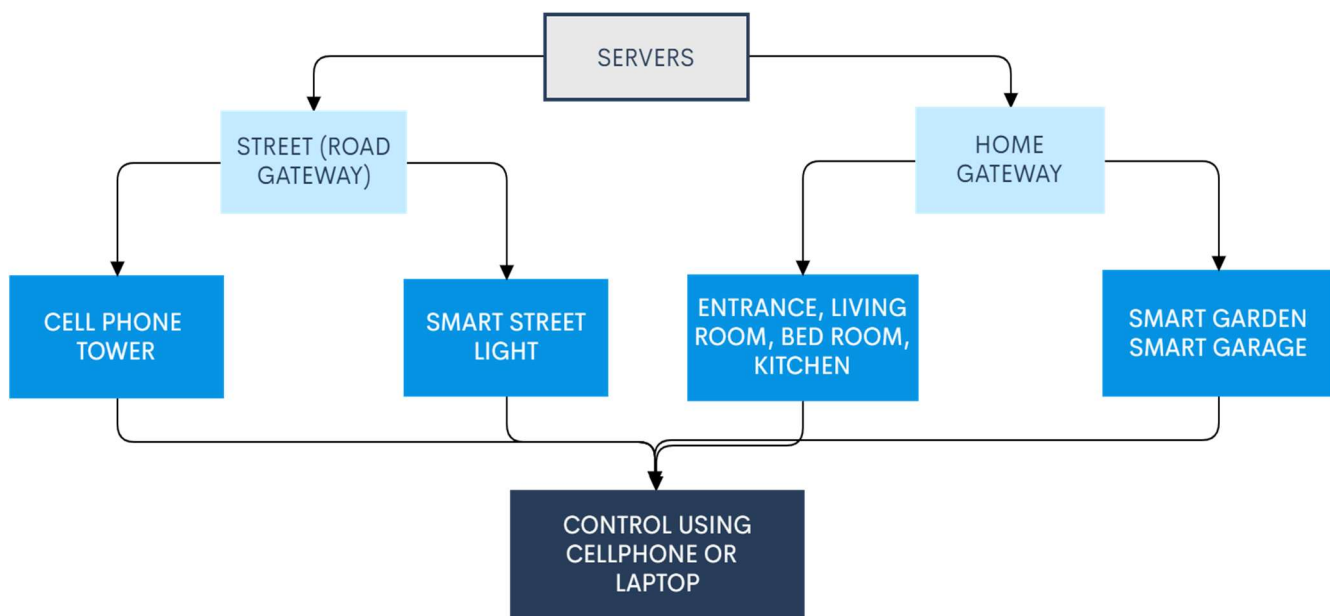 SERVERS
STREET (ROAD
GATEWAY)
HOME
GATEWAY
CELL PHONE
TOWER
SMART STREET
LIGHT
ENTRANCE, LIVING
ROOM, BED ROOM,
KITCHEN
SMART GARDEN
SMART GARAGE
CONTROL USING
CELLPHONE OR
LAPTOP